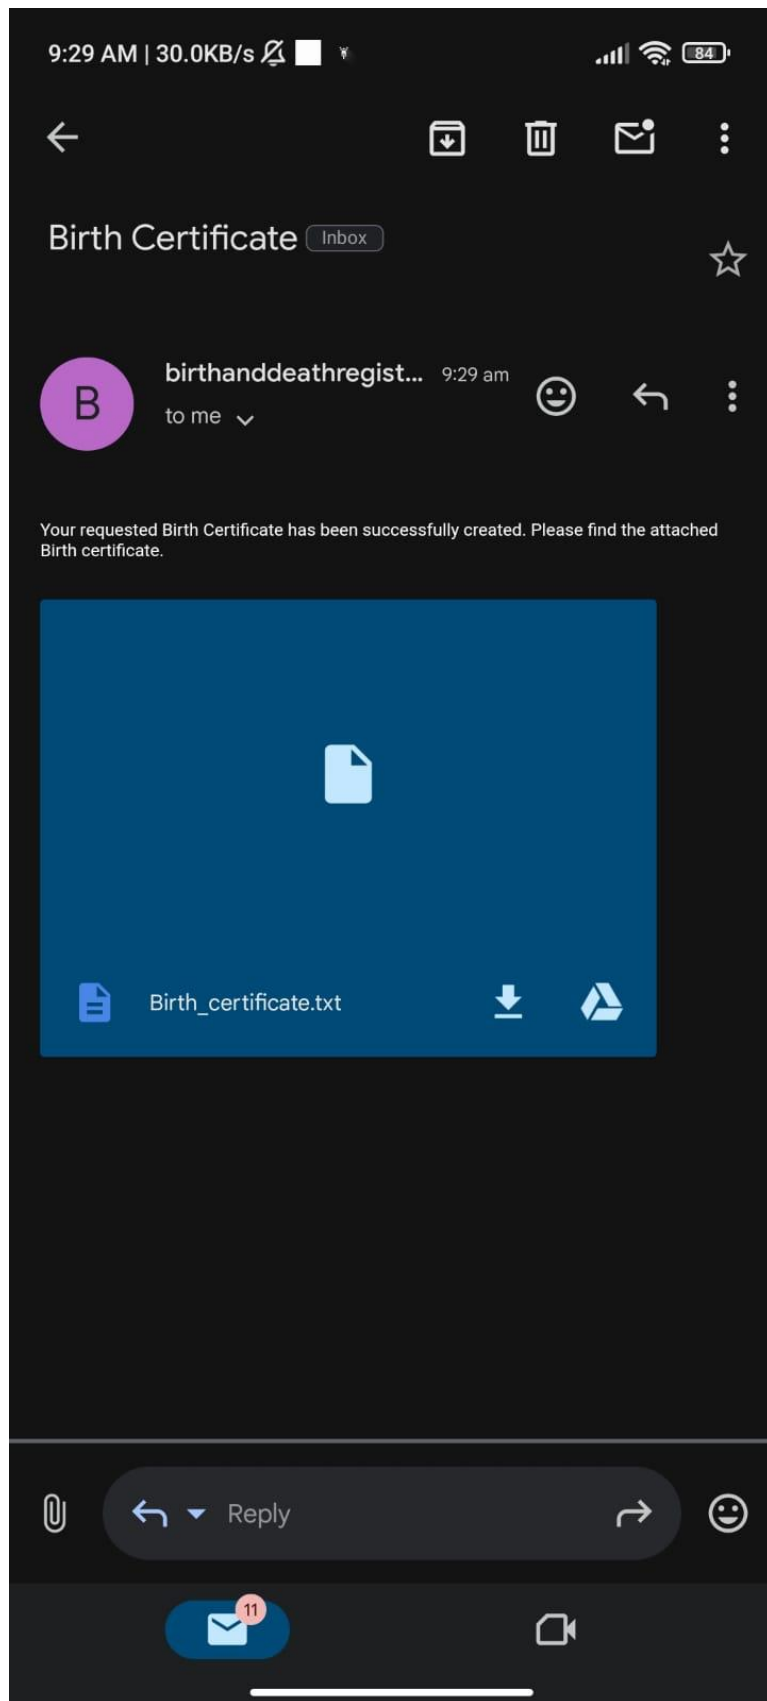 9:29 AM | 30.0KB/s 84
Birth Certificate Inbox
B
birthanddeathregist... 9:29 am
to me
Your requested Birth Certificate has been successfully created. Please find the attached
Birth certificate.
Birth_certificate.txt
Reply
11